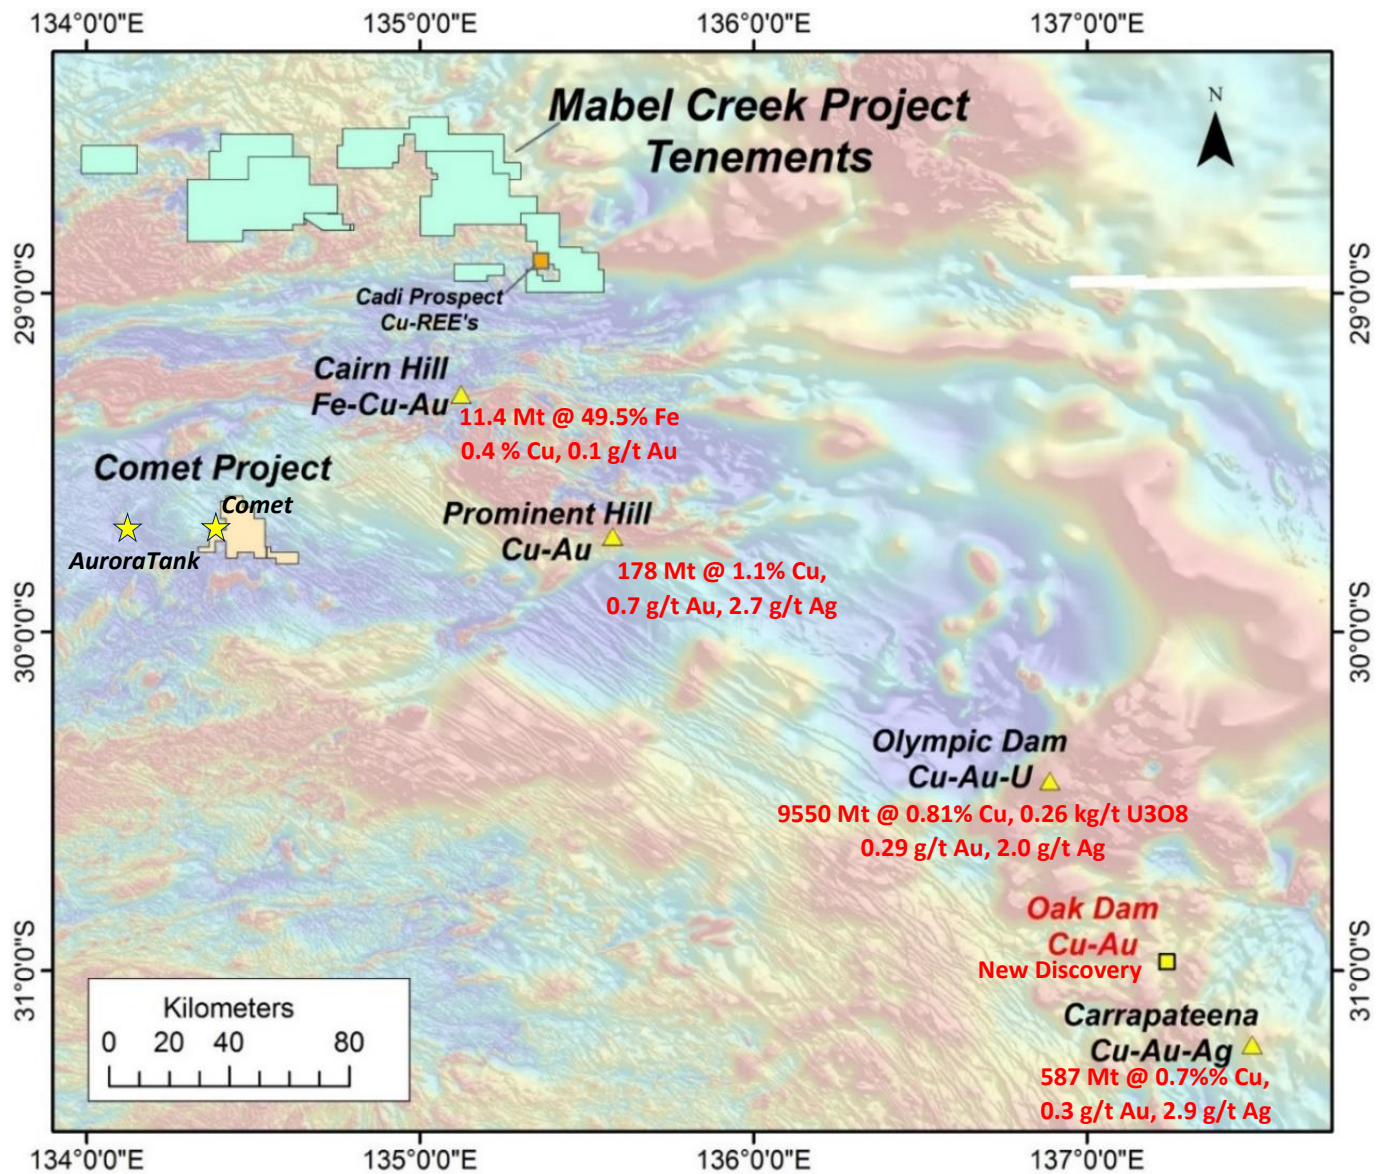 134°0'0"E 135°0'0"E 136°0'0"E 137°0'0"E
Mabel Creek Project
Tenements
N
29°0'0"S
29°0'0"S
Cadi Prospect
Cu-REE's
Cairn Hill
Fe-Cu-Au
11.4 Mt @ 49.5% Fe
0.4 % Cu, 0.1 g/t Au
Comet Project
Comet
AuroraTank
Prominent Hill
Cu-Au
178 Mt @ 1.1% Cu,
0.7 g/t Au, 2.7 g/t Ag
30°0'0"S
30°0'0"S
Olympic Dam
Cu-Au-U
9550 Mt @ 0.81% Cu, 0.26 kg/t U3O8
0.29 g/t Au, 2.0 g/t Ag
Oak Dam
Cu-Au
New Discovery
31°0'0"S
31°0'0"S
Carrapateena
Cu-Au-Ag
587 Mt @ 0.7%% Cu,
0.3 g/t Au, 2.9 g/t Ag
Kilometers
0 20 40 80
134°0'0"E 135°0'0"E 136°0'0"E 137°0'0"E